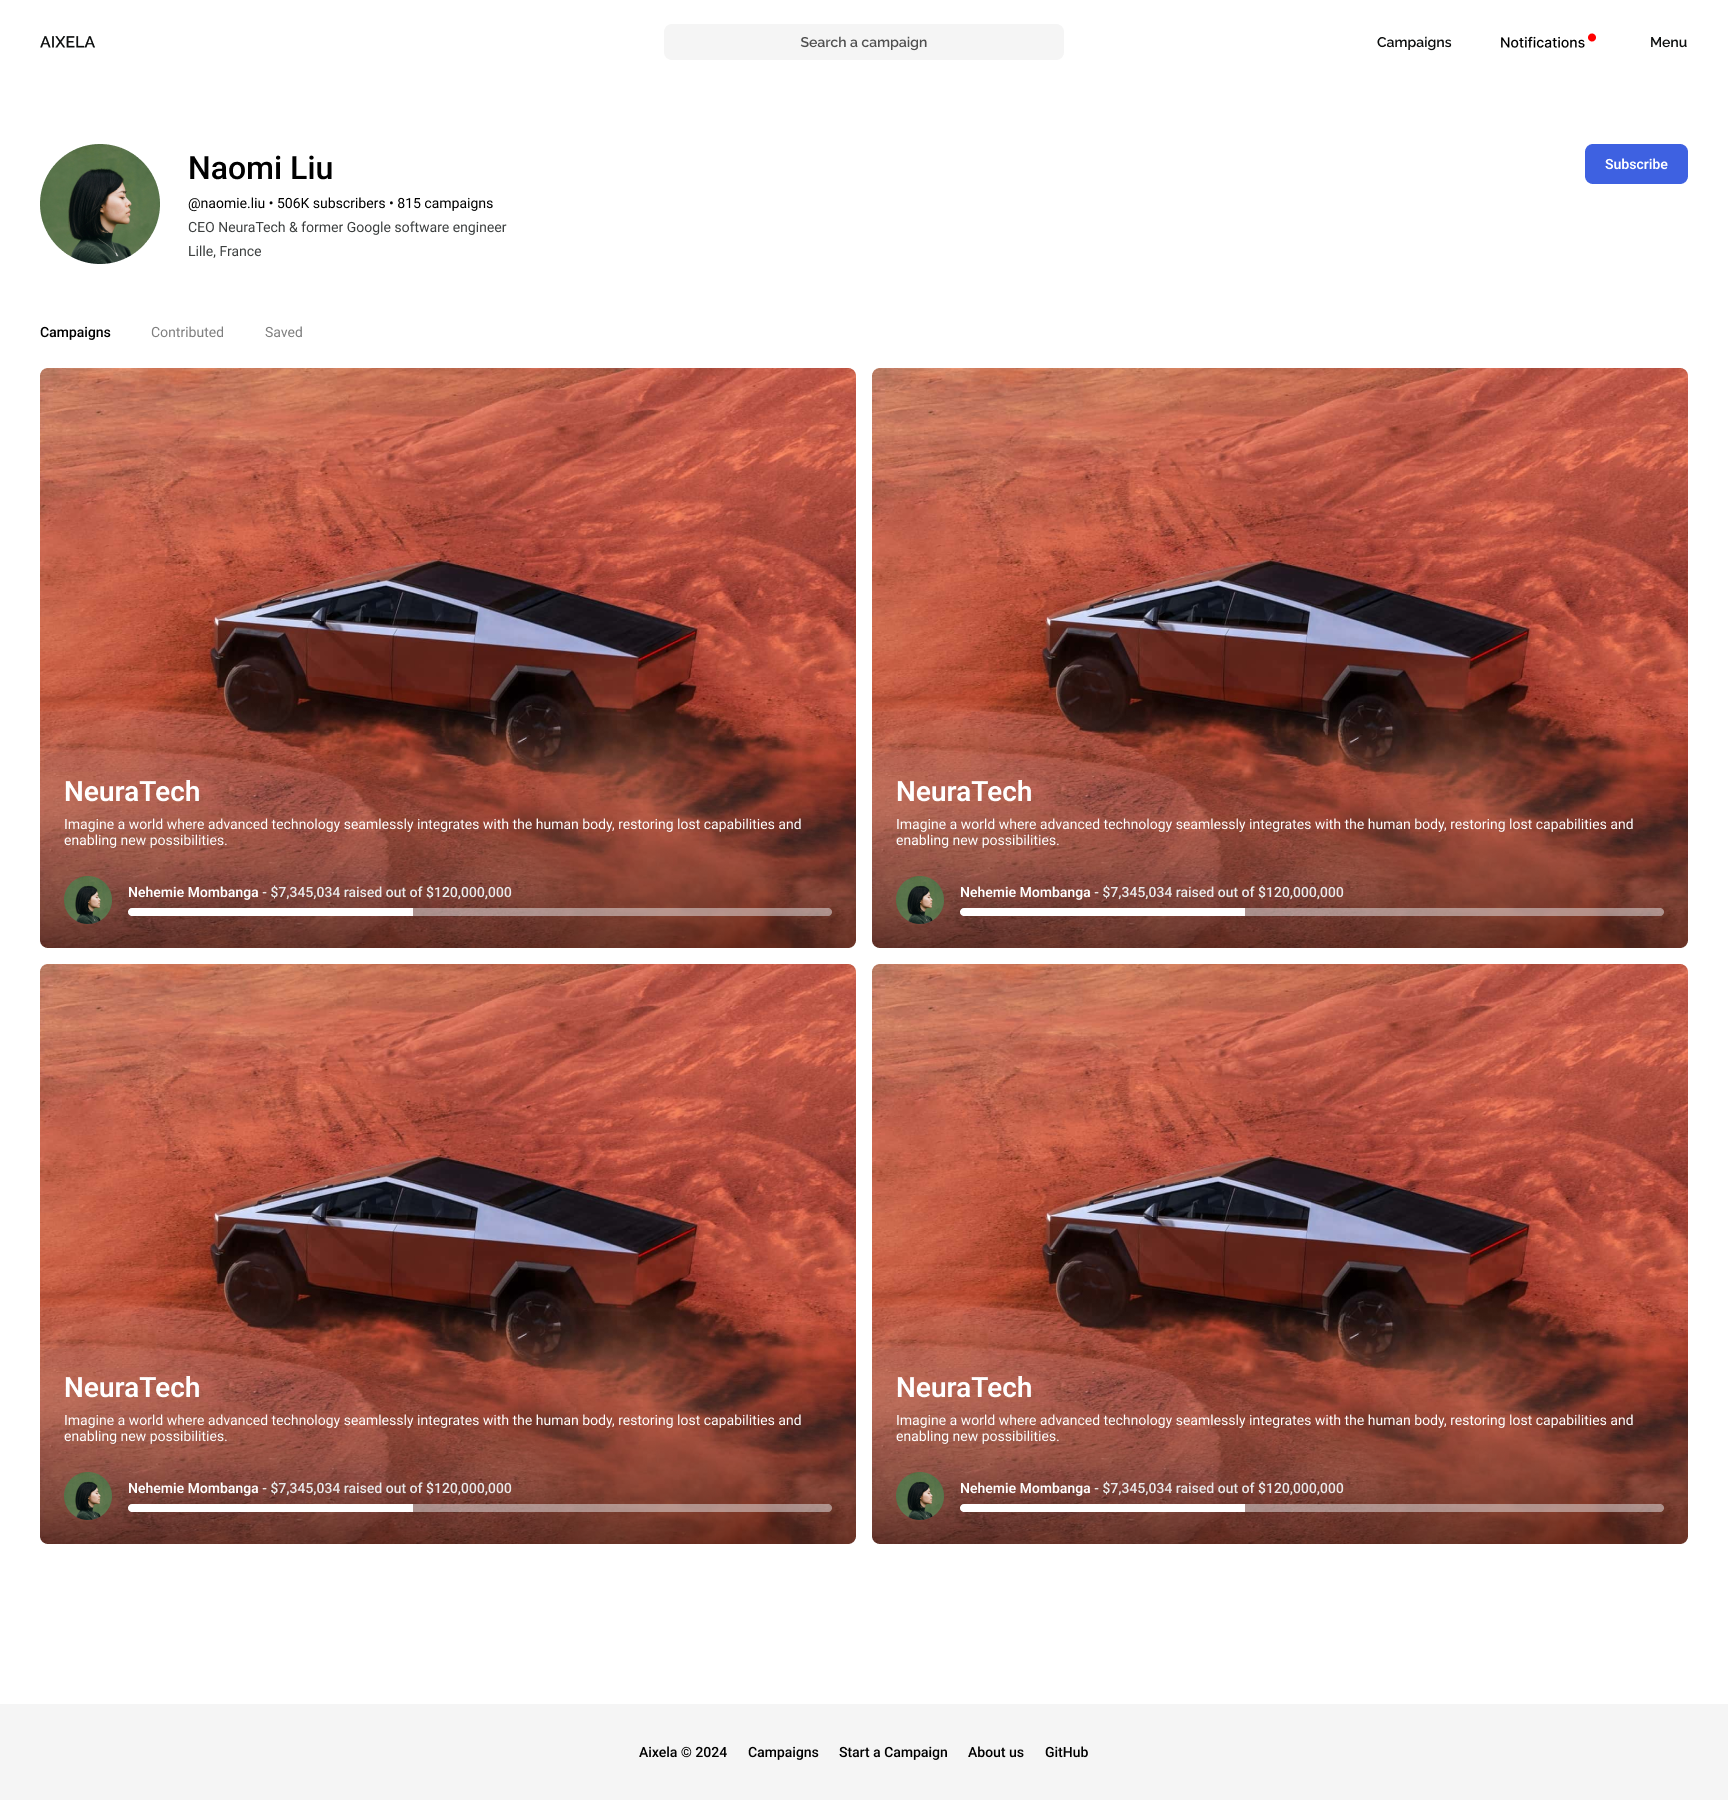 AIXELA
Search a campaign
Campaigns
Notifications
Menu
Naomi Liu
@naomie.liu • 506K subscribers • 815 campaigns
CEO NeuraTech & former Google software engineer
Lille, France
Subscribe
Campaigns
Contributed
Saved
NeuraTech
Imagine a world where advanced technology seamlessly integrates with the human body, restoring lost capabilities and
enabling new possibilities.
Nehemie Mombanga - $7,345,034 raised out of $120,000,000
NeuraTech
Imagine a world where advanced technology seamlessly integrates with the human body, restoring lost capabilities and
enabling new possibilities.
Nehemie Mombanga - $7,345,034 raised out of $120,000,000
NeuraTech
Imagine a world where advanced technology seamlessly integrates with the human body, restoring lost capabilities and
enabling new possibilities.
Nehemie Mombanga - $7,345,034 raised out of $120,000,000
NeuraTech
Imagine a world where advanced technology seamlessly integrates with the human body, restoring lost capabilities and
enabling new possibilities.
Nehemie Mombanga - $7,345,034 raised out of $120,000,000
Aixela © 2024
Campaigns
Start a Campaign
About us
GitHub